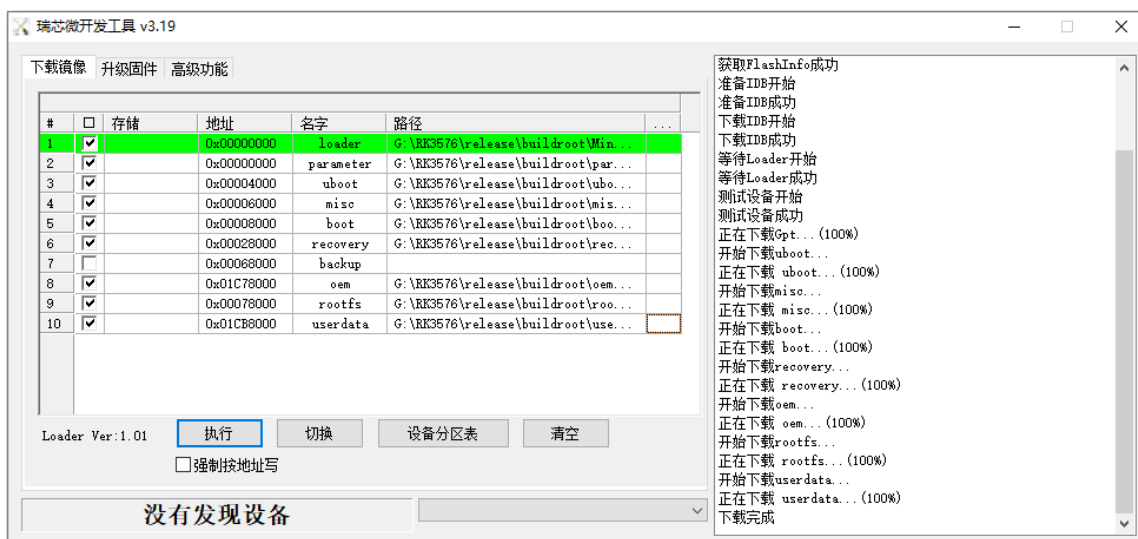 瑞芯微开发工具 v3.19
下载镜像 升级固件 高级功能
# 存储 地址 名字 路径 ...
1 0x00000000 loader G:\RK3576\release\buildroot\Min...
2 0x00000000 parameter G:\RK3576\release\buildroot\par...
3 0x00004000 uboot G:\RK3576\release\buildroot\ubo...
4 0x00006000 misc G:\RK3576\release\buildroot\mis...
5 0x00008000 boot G:\RK3576\release\buildroot\boo...
6 0x00028000 recovery G:\RK3576\release\buildroot\rec...
7 0x00068000 backup
8 0x01C78000 oem G:\RK3576\release\buildroot\oem...
9 0x00078000 rootfs G:\RK3576\release\buildroot\roo...
10 0x01CB8000 userdata G:\RK3576\release\buildroot\use...
Loader Ver:1.01 执行 切换 设备分区表 清空
强制按地址写
没有发现设备
获取FlashInfo成功
准备IDB开始
准备IDB成功
下载IDB开始
下载IDB成功
等待Loader开始
等待Loader成功
测试设备开始
测试设备成功
正在下载Gpt...(100%)
开始下载uboot...
正在下载 uboot...(100%)
开始下载misc...
正在下载 misc...(100%)
开始下载boot...
正在下载 boot...(100%)
开始下载recovery...
正在下载 recovery...(100%)
开始下载oem...
正在下载 oem...(100%)
开始下载rootfs...
正在下载 rootfs...(100%)
开始下载userdata...
正在下载 userdata...(100%)
下载完成